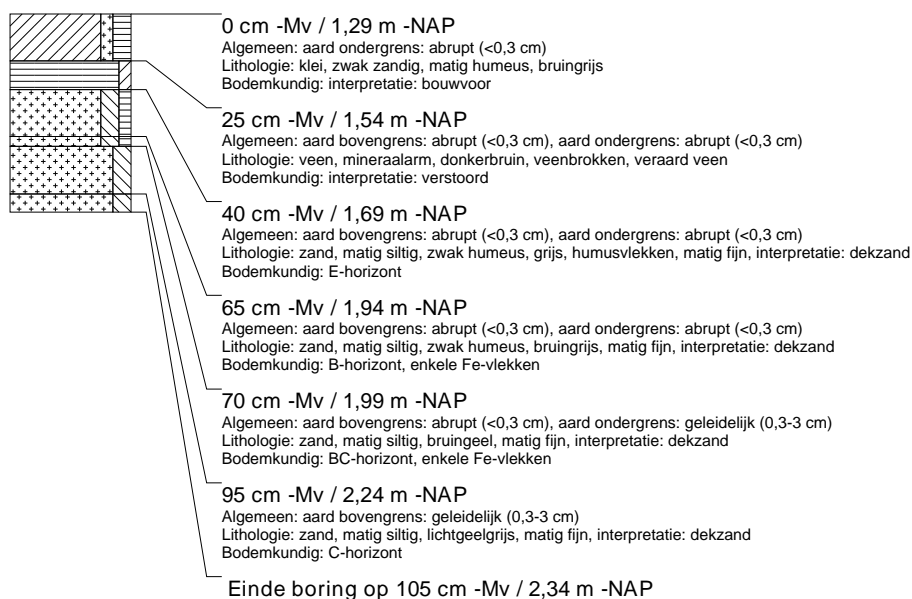 0 cm -Mv / 1,29 m -NAP
Algemeen: aard ondergrens: abrupt (<0,3 cm)
Lithologie: klei, zwak zandig, matig humeus, bruingrijs
Bodemkundig: interpretatie: bouwvoor
25 cm -Mv / 1,54 m -NAP
Algemeen: aard bovengrens: abrupt (<0,3 cm), aard ondergrens: abrupt (<0,3 cm)
Lithologie: veen, mineraalarm, donkerbruin, veenbrokken, veraard veen
Bodemkundig: interpretatie: verstoord
40 cm -Mv / 1,69 m -NAP
Algemeen: aard bovengrens: abrupt (<0,3 cm), aard ondergrens: abrupt (<0,3 cm)
Lithologie: zand, matig siltig, zwak humeus, grijs, humusvlekken, matig fijn, interpretatie: dekzand
Bodemkundig: E-horizont
65 cm -Mv / 1,94 m -NAP
Algemeen: aard bovengrens: abrupt (<0,3 cm), aard ondergrens: abrupt (<0,3 cm)
Lithologie: zand, matig siltig, zwak humeus, bruingrijs, matig fijn, interpretatie: dekzand
Bodemkundig: B-horizont, enkele Fe-vlekken
70 cm -Mv / 1,99 m -NAP
Algemeen: aard bovengrens: abrupt (<0,3 cm), aard ondergrens: geleidelijk (0,3-3 cm)
Lithologie: zand, matig siltig, bruingeel, matig fijn, interpretatie: dekzand
Bodemkundig: BC-horizont, enkele Fe-vlekken
95 cm -Mv / 2,24 m -NAP
Algemeen: aard bovengrens: geleidelijk (0,3-3 cm)
Lithologie: zand, matig siltig, lichtgeelgrijs, matig fijn, interpretatie: dekzand
Bodemkundig: C-horizont
Einde boring op 105 cm -Mv / 2,34 m -NAP